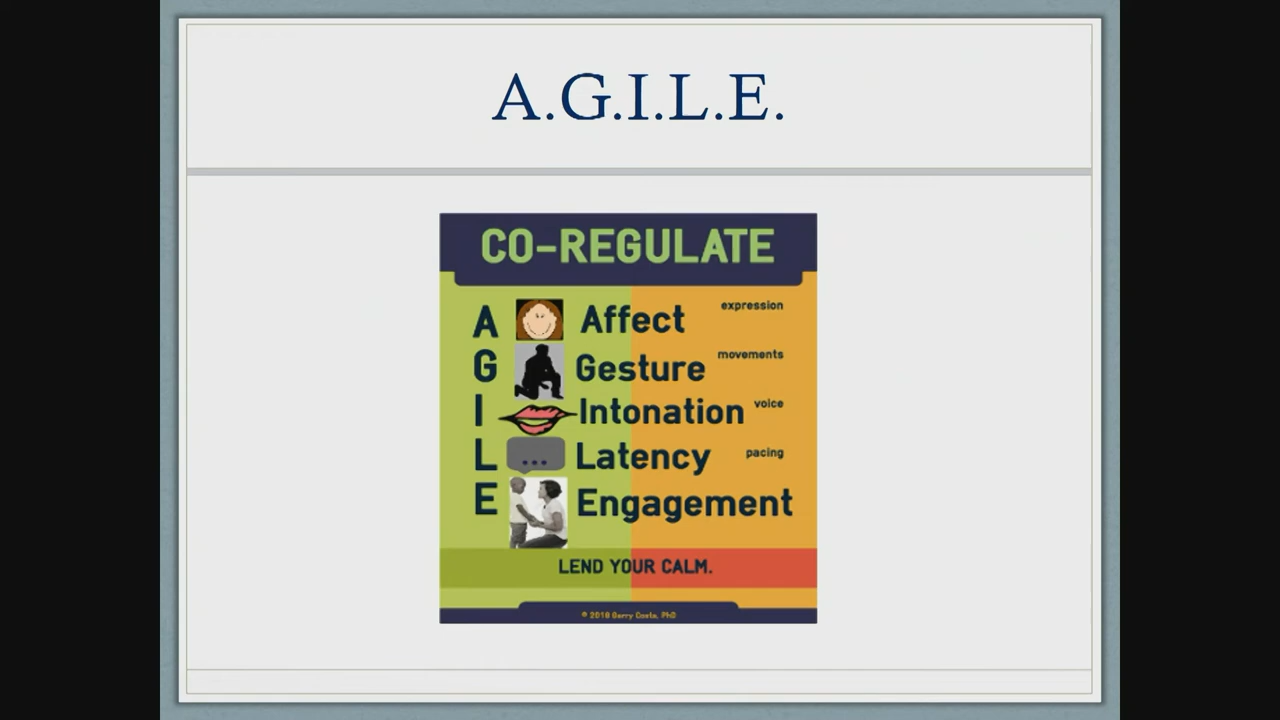 A.G.I.L.E.
CO-REGULATE
A Affect expression
G Gesture movements
I Intonation voice
L ... Latency pacing
E Engagement
LEND YOUR CALM.
© 2018 Gerry Costa, PhD